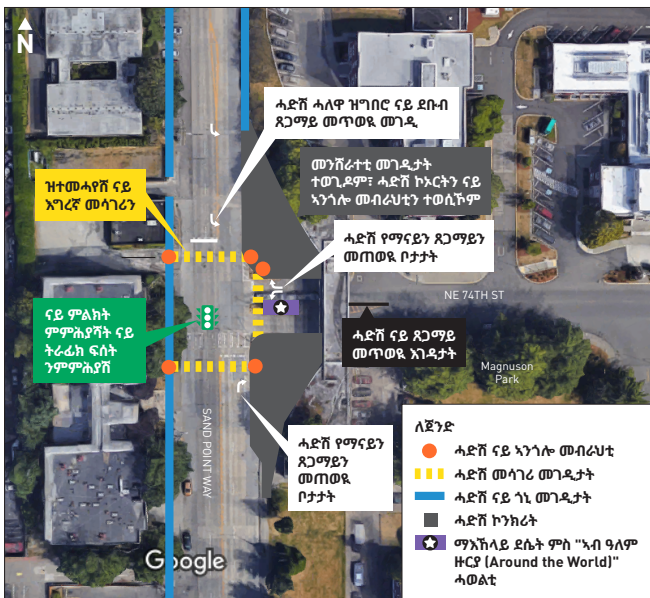 N
ሓድሽ ሓለዋ ዝግበሮ ናይ ደቡብ
ጸጋማይ መጥወዪ መገዲ
መንሸራተቲ መገዲታት
ተወጊዶም፣ ሓድሽ ኮኦርትን ናይ
ኣንጎሎ መብራህቲን ተወሲኾም
ዝተመሓየሸ ናይ
እግረኛ መሳገሪን
ሓድሽ የማናይን ጸጋማይን
መጠወዪ ቦታታት
NE 74TH ST
ናይ ምልክት
ምምሕያሻት ናይ
ትራፊክ ፍሰት
ንምምሕያሽ
ሓድሽ ናይ ጸጋማይ
መጥወዪ እገዳታት
Magnuson
Park
SAND POINT WAY
ሓድሽ የማናይን
ጸጋማይን
መጠወዪ
ቦታታት
ለጀንድ
ሓድሽ ናይ ኣንጎሎ መብራህቲ
ሓድሽ መሳገሪ መገዲታት
ሓድሽ ናይ ጎኒ መገዲታት
ሓድሽ ኮንክሪት
ማእኸላይ ደሴት ምስ "ኣብ ዓለም
ዙርያ (Around the World)"
ሓወልቲ
Google